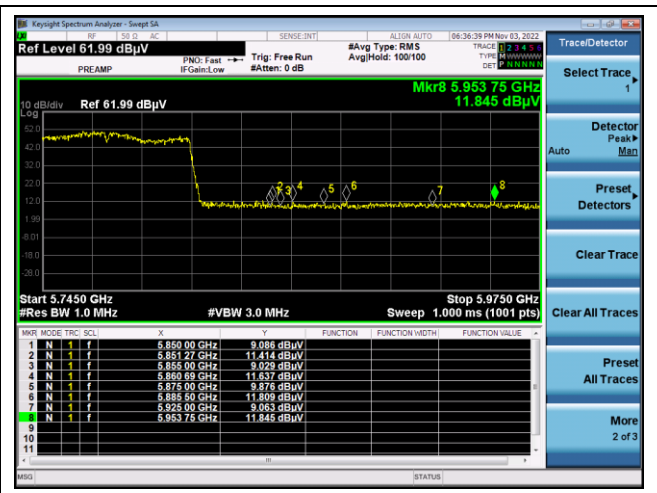 Keysight Spectrum Analyzer - Swept SA
RF 50 Ω AC SENSE:INT ALIGN AUTO 06:36:39 PM Nov 03, 2022
Ref Level 61.99 dBµV
PREAMP
PNO: Fast
IFGain:Low
Trig: Free Run
#Atten: 0 dB
#Avg Type: RMS
Avg|Hold: 100/100
TRACE 1 2 3 4 5 6
TYPE M W W W W W
DET P N N N N N
Mkr8 5.953 75 GHz
11.845 dBµV
10 dB/div Ref 61.99 dBµV
Log
52.0
42.0
32.0
22.0
12.0
1.99
-8.01
-18.0
-28.0
2 3 4 5 6 7 8
Start 5.7450 GHz Stop 5.9750 GHz
#Res BW 1.0 MHz #VBW 3.0 MHz Sweep 1.000 ms (1001 pts)
MKR MODE TRC SCL X Y FUNCTION FUNCTION WIDTH FUNCTION VALUE
1 N 1 f 5.850 00 GHz 9.086 dBµV
2 N 1 f 5.851 27 GHz 11.414 dBµV
3 N 1 f 5.855 00 GHz 9.029 dBµV
4 N 1 f 5.860 69 GHz 11.637 dBµV
5 N 1 f 5.875 00 GHz 9.876 dBµV
6 N 1 f 5.885 50 GHz 11.809 dBµV
7 N 1 f 5.925 00 GHz 9.063 dBµV
8 N 1 f 5.953 75 GHz 11.845 dBµV
9
10
11
MSG STATUS
Trace/Detector
Select Trace
1
Detector
Peak
Auto Man
Preset
Detectors
Clear Trace
Clear All Traces
Preset
All Traces
More
2 of 3